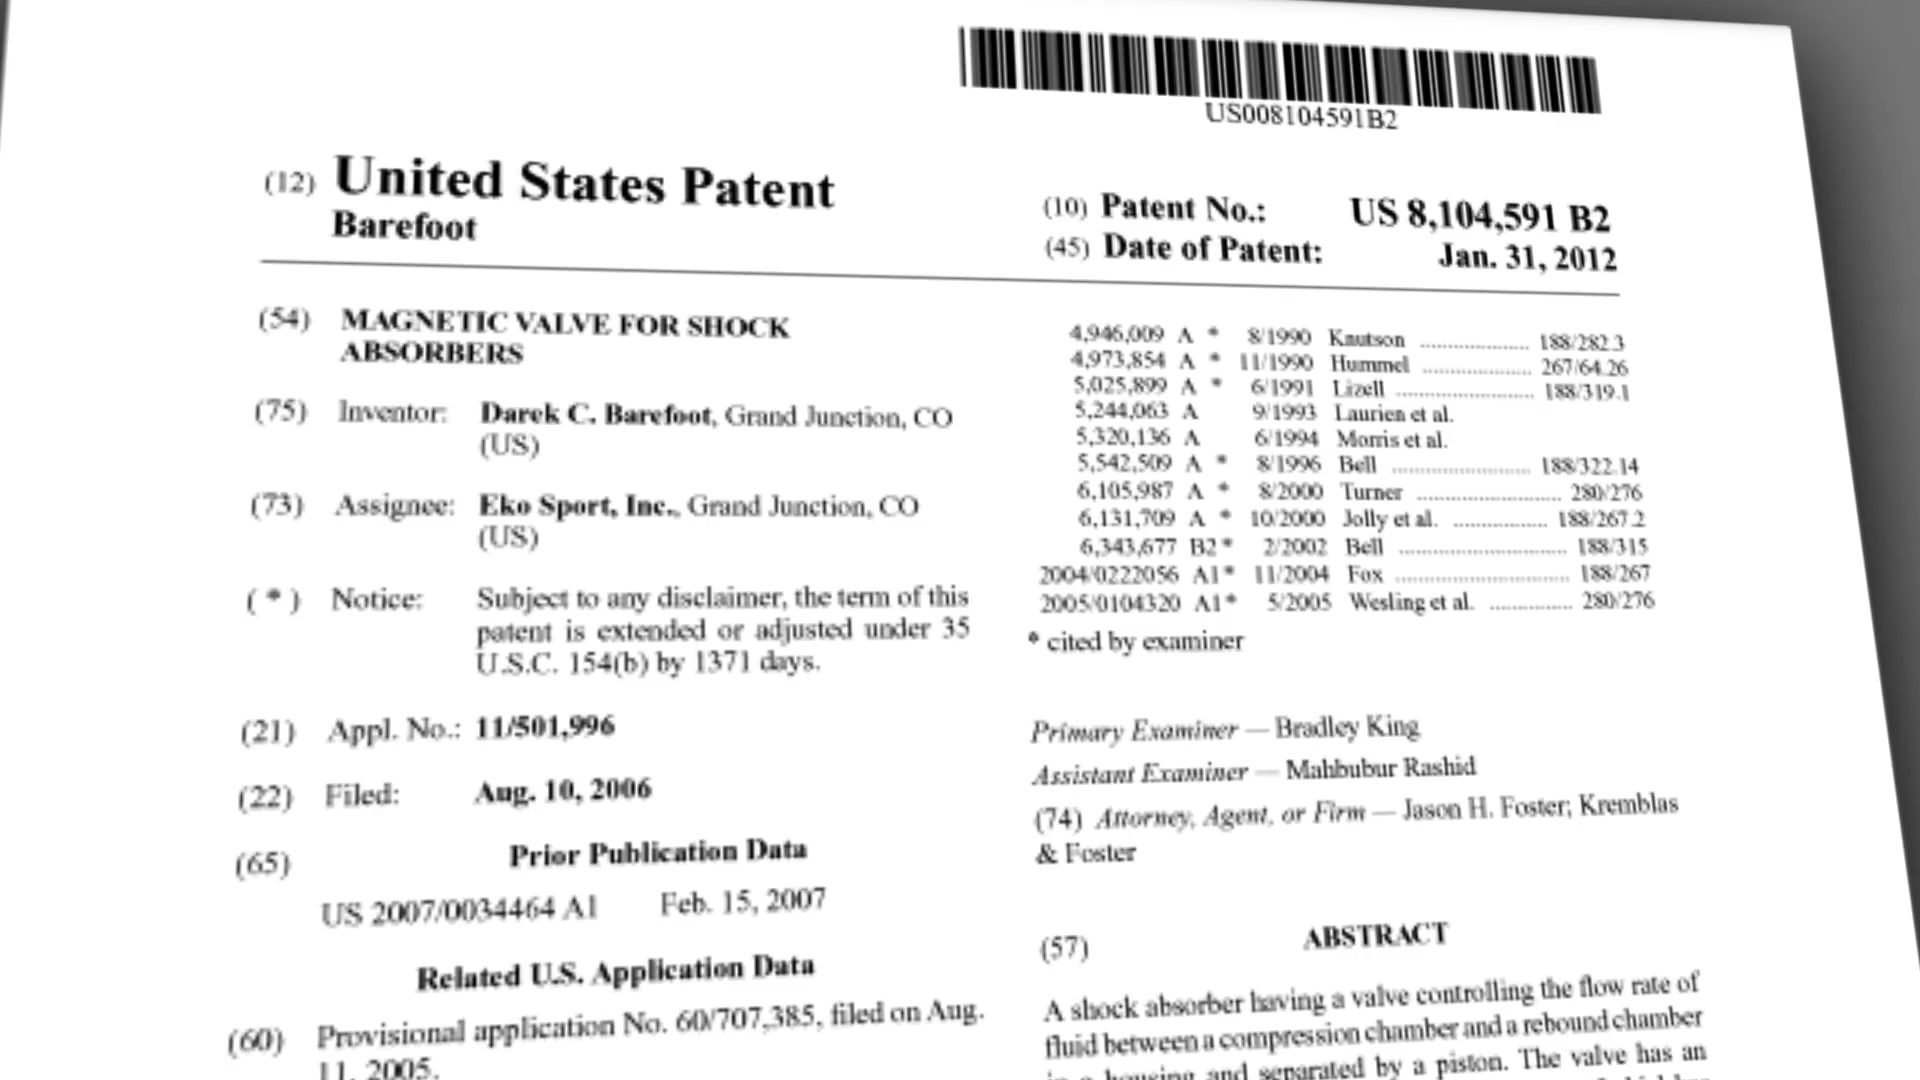 US008104591B2
(12) United States Patent
Barefoot
(10) Patent No.: US 8,104,591 B2
(45) Date of Patent: Jan. 31, 2012
(54) MAGNETIC VALVE FOR SHOCK
ABSORBERS
(75) Inventor: Darek C. Barefoot, Grand Junction, CO
(US)
(73) Assignee: Eko Sport, Inc., Grand Junction, CO
(US)
( * ) Notice: Subject to any disclaimer, the term of this
patent is extended or adjusted under 35
U.S.C. 154(b) by 1371 days.
(21) Appl. No.: 11/501,996
(22) Filed: Aug. 10, 2006
(65) Prior Publication Data
US 2007/0034464 A1 Feb. 15, 2007
Related U.S. Application Data
(60) Provisional application No. 60/707,385, filed on Aug.
11, 2005.
4,946,009 A * 8/1990 Knutson ..................... 188/282.3
4,973,854 A * 11/1990 Hummel ..................... 267/64.26
5,025,899 A * 6/1991 Lizell .......................... 188/319.1
5,244,063 A 9/1993 Laurien et al.
5,320,136 A 6/1994 Morris et al.
5,542,509 A * 8/1996 Bell ........................... 188/322.14
6,105,987 A * 8/2000 Turner ........................... 280/276
6,131,709 A * 10/2000 Jolly et al. .................. 188/267.2
6,343,677 B2 * 2/2002 Bell ................................ 188/315
2004/0222056 A1 * 11/2004 Fox ................................. 188/267
2005/0104320 A1 * 5/2005 Wesling et al. ................ 280/276
* cited by examiner
Primary Examiner — Bradley King
Assistant Examiner — Mahbubur Rashid
(74) Attorney, Agent, or Firm — Jason H. Foster; Kremblas
& Foster
(57) ABSTRACT
A shock absorber having a valve controlling the flow rate of
fluid between a compression chamber and a rebound chamber
in a housing and separated by a piston. The valve has an